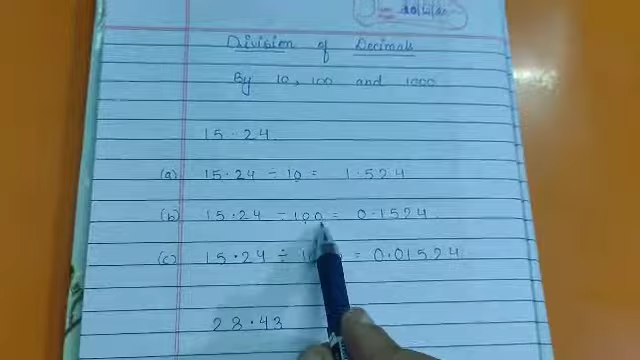 Division of Decimals
By 10, 100 and 1000
15.24
(a) 15.24 ÷ 10 = 1.524
(b) 15.24 ÷ 100 = 0.1524
(c) 15.24 ÷ = 0.01524
28.43